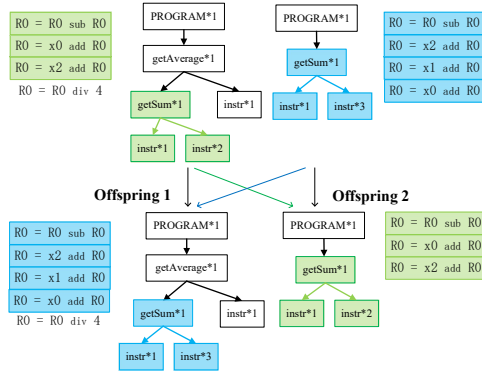 R0 = R0 sub R0
R0 = x0 add R0
R0 = x2 add R0
R0 = R0 div 4
PROGRAM*1
getAverage*1
getSum*1
instr*1
instr*1
instr*2
PROGRAM*1
getSum*1
instr*1
instr*3
R0 = R0 sub R0
R0 = x2 add R0
R0 = x1 add R0
R0 = x0 add R0
Offspring 1
Offspring 2
R0 = R0 sub R0
R0 = x2 add R0
R0 = x1 add R0
R0 = x0 add R0
R0 = R0 div 4
PROGRAM*1
getAverage*1
getSum*1
instr*1
instr*1
instr*3
PROGRAM*1
getSum*1
instr*1
instr*2
R0 = R0 sub R0
R0 = x0 add R0
R0 = x2 add R0